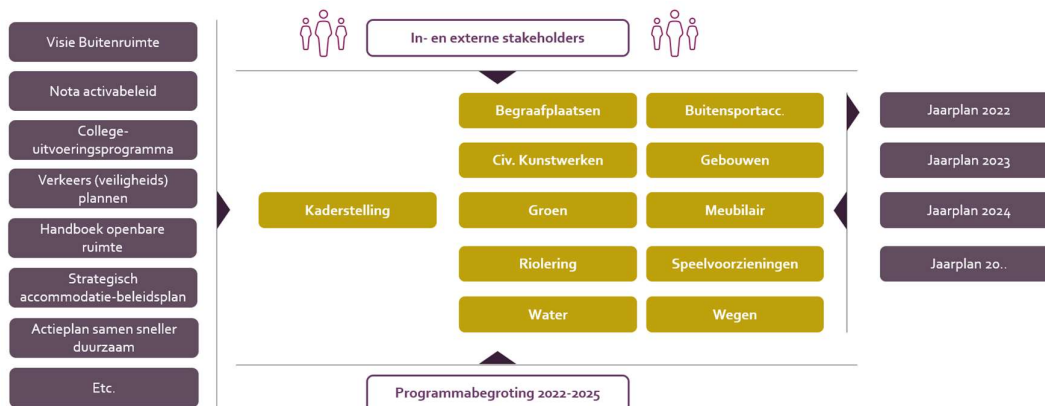 Visie Buitenruimte
Nota activabeleid
College-
uitvoeringsprogramma
Verkeers (veiligheids)
plannen
Handboek openbare
ruimte
Strategisch
accommodatie-beleidsplan
Actieplan samen sneller
duurzaam
Etc.
In- en externe stakeholders
Kaderstelling
Begraafplaatsen
Buitensportacc.
Civ. Kunstwerken
Gebouwen
Groen
Meubilair
Riolering
Speelvoorzieningen
Water
Wegen
Programmabegroting 2022-2025
Jaarplan 2022
Jaarplan 2023
Jaarplan 2024
Jaarplan 20..